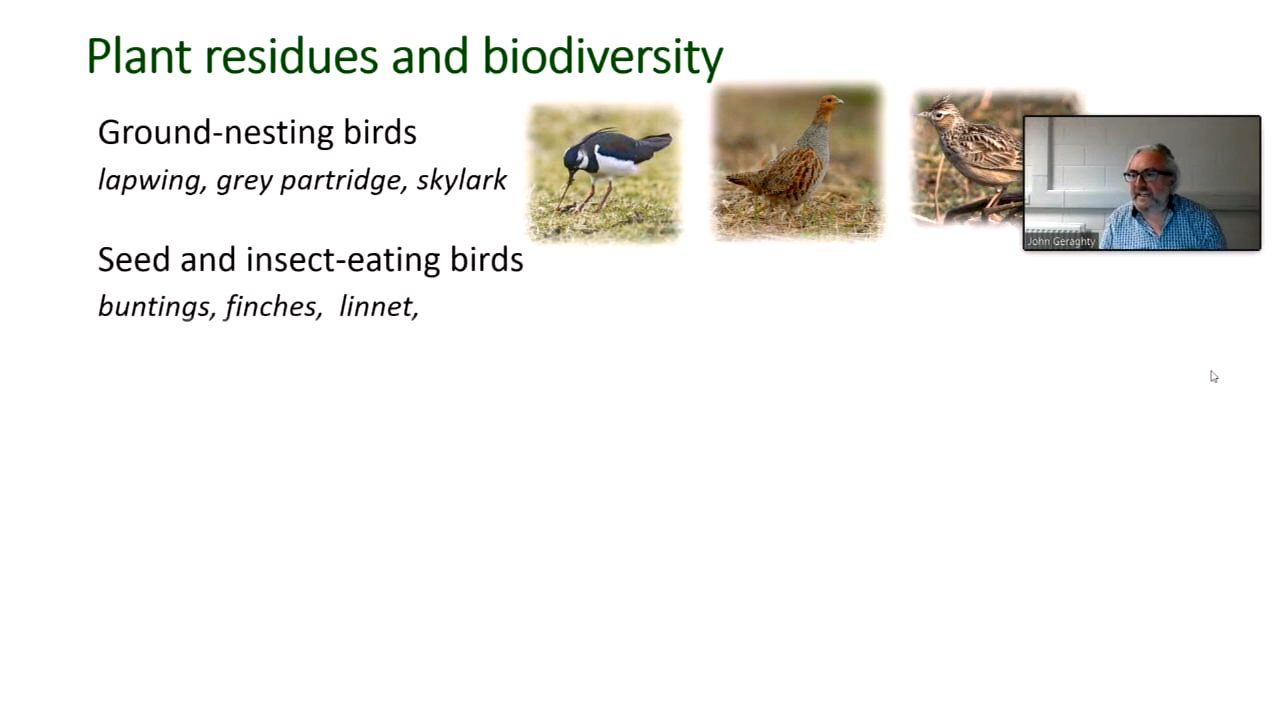 Plant residues and biodiversity
Ground-nesting birds
lapwing, grey partridge, skylark
John Geraghty
Seed and insect-eating birds
buntings, finches,  linnet,